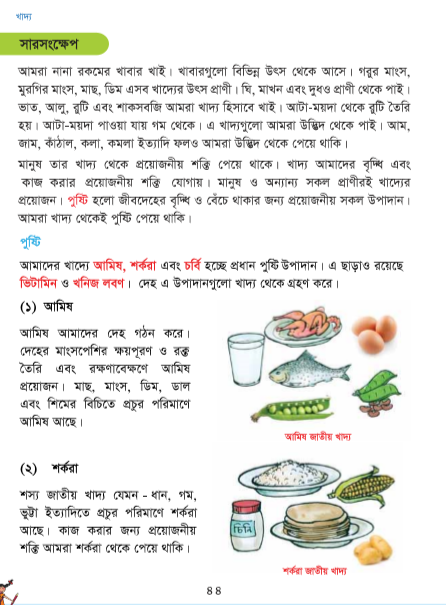 খাদ্য
সারসংক্ষেপ
আমরা নানা রকমের খাবার খাই। খাবারগুলো বিভিন্ন উৎস থেকে আসে। গরুর মাংস,
মুরগির মাংস, মাছ, ডিম এসব খাদ্যের উৎস প্রাণী। ঘি, মাখন এবং দুধও প্রাণী থেকে পাই।
ভাত, আলু, রুটি এবং শাকসবজি আমরা খাদ্য হিসাবে খাই। আটা-ময়দা থেকে রুটি তৈরি
হয়। আটা-ময়দা পাওয়া যায় গম থেকে। এ খাদ্যগুলো আমরা উদ্ভিদ থেকে পাই। আম,
জাম, কাঁঠাল, কলা, কমলা ইত্যাদি ফলও আমরা উদ্ভিদ থেকে পেয়ে থাকি।
মানুষ তার খাদ্য থেকে প্রয়োজনীয় শক্তি পেয়ে থাকে। খাদ্য আমাদের বৃদ্ধি এবং
কাজ করার প্রয়োজনীয় শক্তি যোগায়। মানুষ ও অন্যান্য সকল প্রাণীরই খাদ্যের
প্রয়োজন। পুষ্টি হলো জীবদেহের বৃদ্ধি ও বেঁচে থাকার জন্য প্রয়োজনীয় সকল উপাদান।
আমরা খাদ্য থেকেই পুষ্টি পেয়ে থাকি।
পুষ্টি
আমাদের খাদ্যে আমিষ, শর্করা এবং চর্বি হচ্ছে প্রধান পুষ্টি উপাদান। এ ছাড়াও রয়েছে
ভিটামিন ও খনিজ লবণ। দেহ এ উপাদানগুলো খাদ্য থেকে গ্রহণ করে।
(১) আমিষ
আমিষ আমাদের দেহ গঠন করে।
দেহের মাংসপেশির ক্ষয়পূরণ ও রক্ত
তৈরি এবং রক্ষণাবেক্ষণে আমিষ
প্রয়োজন। মাছ, মাংস, ডিম, ডাল
এবং শিমের বিচিতে প্রচুর পরিমাণে
আমিষ আছে।
আমিষ জাতীয় খাদ্য
(২) শর্করা
শস্য জাতীয় খাদ্য যেমন - ধান, গম,
ভুট্টা ইত্যাদিতে প্রচুর পরিমাণে শর্করা
আছে। কাজ করার জন্য প্রয়োজনীয়
শক্তি আমরা শর্করা থেকে পেয়ে থাকি।
চিনি
শর্করা জাতীয় খাদ্য
৪৪